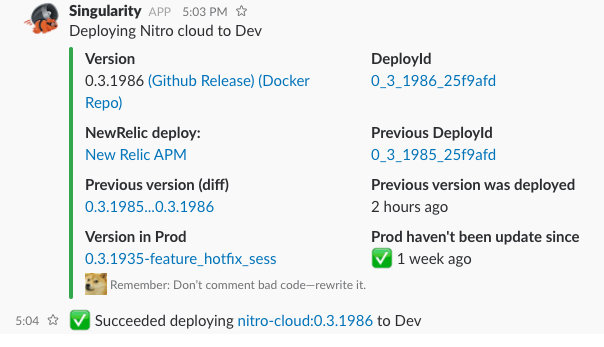 Singularity APP 5:03 PM
Deploying Nitro cloud to Dev
Version
0.3.1986 (Github Release) (Docker
Repo)
DeployId
0_3_1986_25f9afd
NewRelic deploy:
New Relic APM
Previous DeployId
0_3_1985_25f9afd
Previous version (diff)
0.3.1985...0.3.1986
Previous version was deployed
2 hours ago
Version in Prod
0.3.1935-feature_hotfix_sess
Prod haven't been update since
1 week ago
Remember: Don't comment bad code—rewrite it.
5:04 Succeeded deploying nitro-cloud:0.3.1986 to Dev